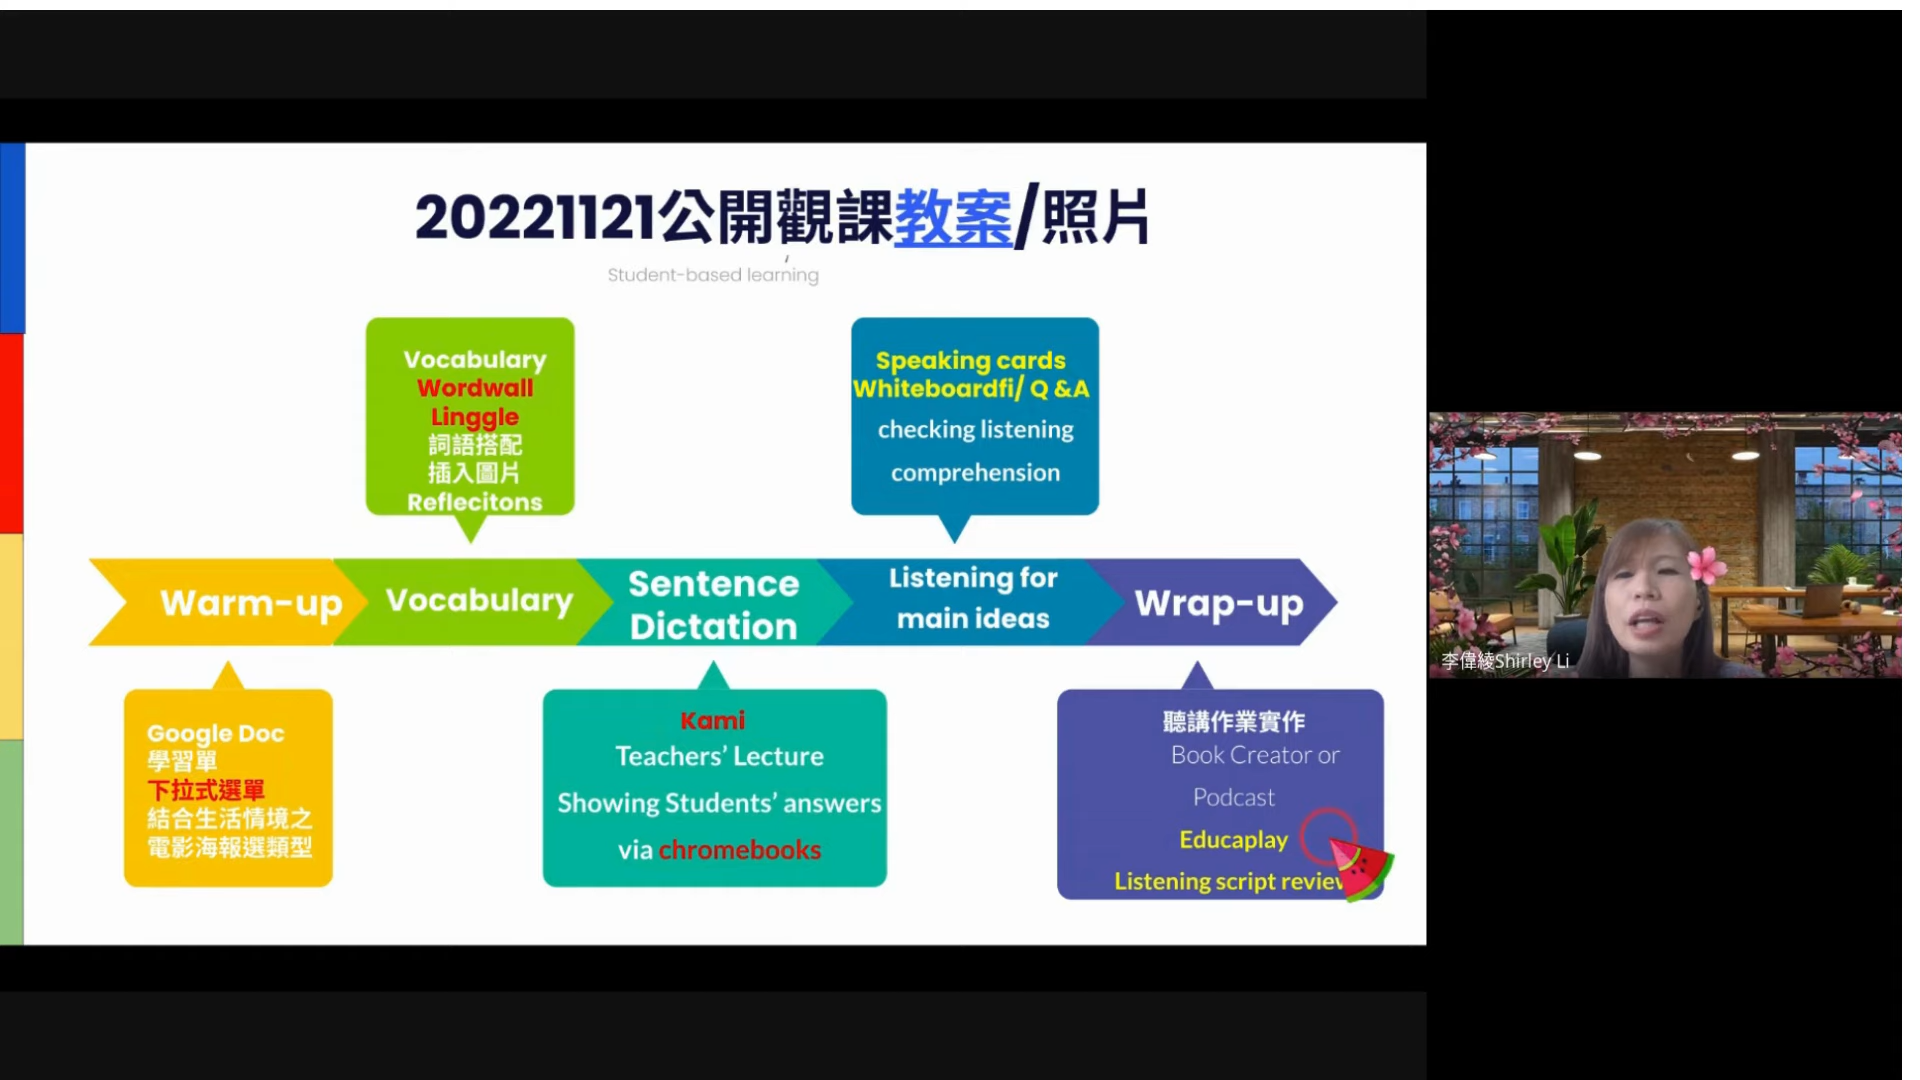 20221121公開觀課教案/照片
Student-based learning
Vocabulary
Wordwall
Linggle
詞語搭配
插入圖片
Reflecitons
Speaking cards
Whiteboardfi/ Q &A
checking listening
comprehension
Warm-up
Vocabulary
Sentence
Dictation
Listening for
main ideas
Wrap-up
Google Doc
學習單
下拉式選單
結合生活情境之
電影海報選類型
Kami
Teachers’ Lecture
Showing Students’ answers
via chromebooks
聽講作業實作
Book Creator or
Podcast
Educaplay
Listening script review
李偉綾Shirley Li